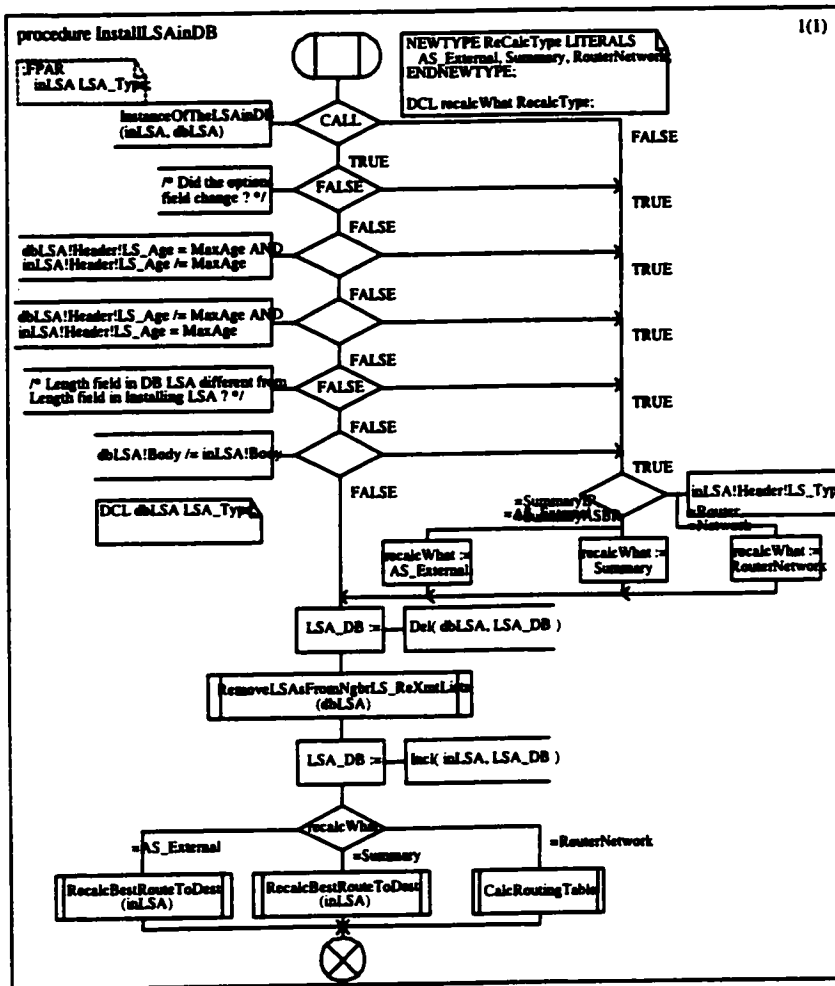 procedure InstallLSAinDB
1(1)
;FPAR
inLSA LSA_Type;
NEWTYPE ReCalcType LITERALS
AS_External, Summary, RouterNetwork;
ENDNEWTYPE;
DCL recalcWhat RecalcType;
InstanceOfTheLSAinDB
(inLSA, dbLSA)
CALL
FALSE
TRUE
/* Did the option
field change ? */
FALSE
TRUE
FALSE
dbLSA!Header!LS_Age = MaxAge AND
inLSA!Header!LS_Age /= MaxAge
TRUE
FALSE
dbLSA!Header!LS_Age /= MaxAge AND
inLSA!Header!LS_Age = MaxAge
TRUE
FALSE
/* Length field in DB LSA different from
Length field in Installing LSA ? */
FALSE
TRUE
FALSE
dbLSA!Body /= inLSA!Body
TRUE
FALSE
DCL dbLSA LSA_Type;
inLSA!Header!LS_Type
=Router
=Network
recalcWhat :=
AS_External
recalcWhat :=
Summary
recalcWhat :=
RouterNetwork
LSA_DB :=
Del( dbLSA, LSA_DB )
RemoveLSAsFromNgbrLS_ReXmtLists
(dbLSA)
LSA_DB :=
Incl( inLSA, LSA_DB )
recalcWhat
=AS_External
=Summary
=RouterNetwork
RecalcBestRouteToDest
(inLSA)
RecalcBestRouteToDest
(inLSA)
CalcRoutingTable